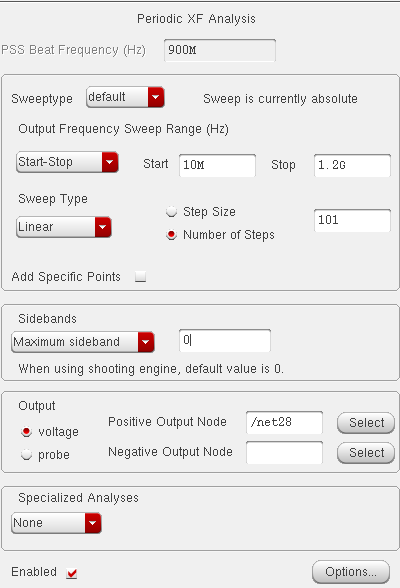 Periodic XF Analysis
PSS Beat Frequency (Hz) 900M
Sweeptype default Sweep is currently absolute
Output Frequency Sweep Range (Hz)
Start-Stop Start 10M Stop 1.2G
Sweep Type
Step Size
Linear 101
Number of Steps
Add Specific Points
Sidebands
Maximum sideband 0
When using shooting engine, default value is 0.
Output
Positive Output Node /net28 Select
voltage
Negative Output Node Select
probe
Specialized Analyses
None
Enabled Options...